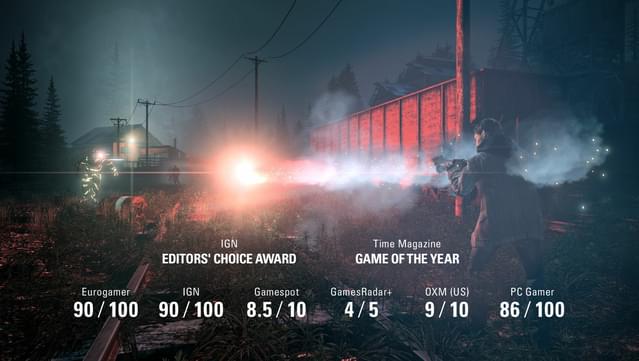 IGN
EDITORS' CHOICE AWARD
Time Magazine
GAME OF THE YEAR
Eurogamer
90 / 100
IGN
90 / 100
Gamespot
8.5 / 10
GamesRadar+
4 / 5
OXM (US)
9 / 10
PC Gamer
86 / 100